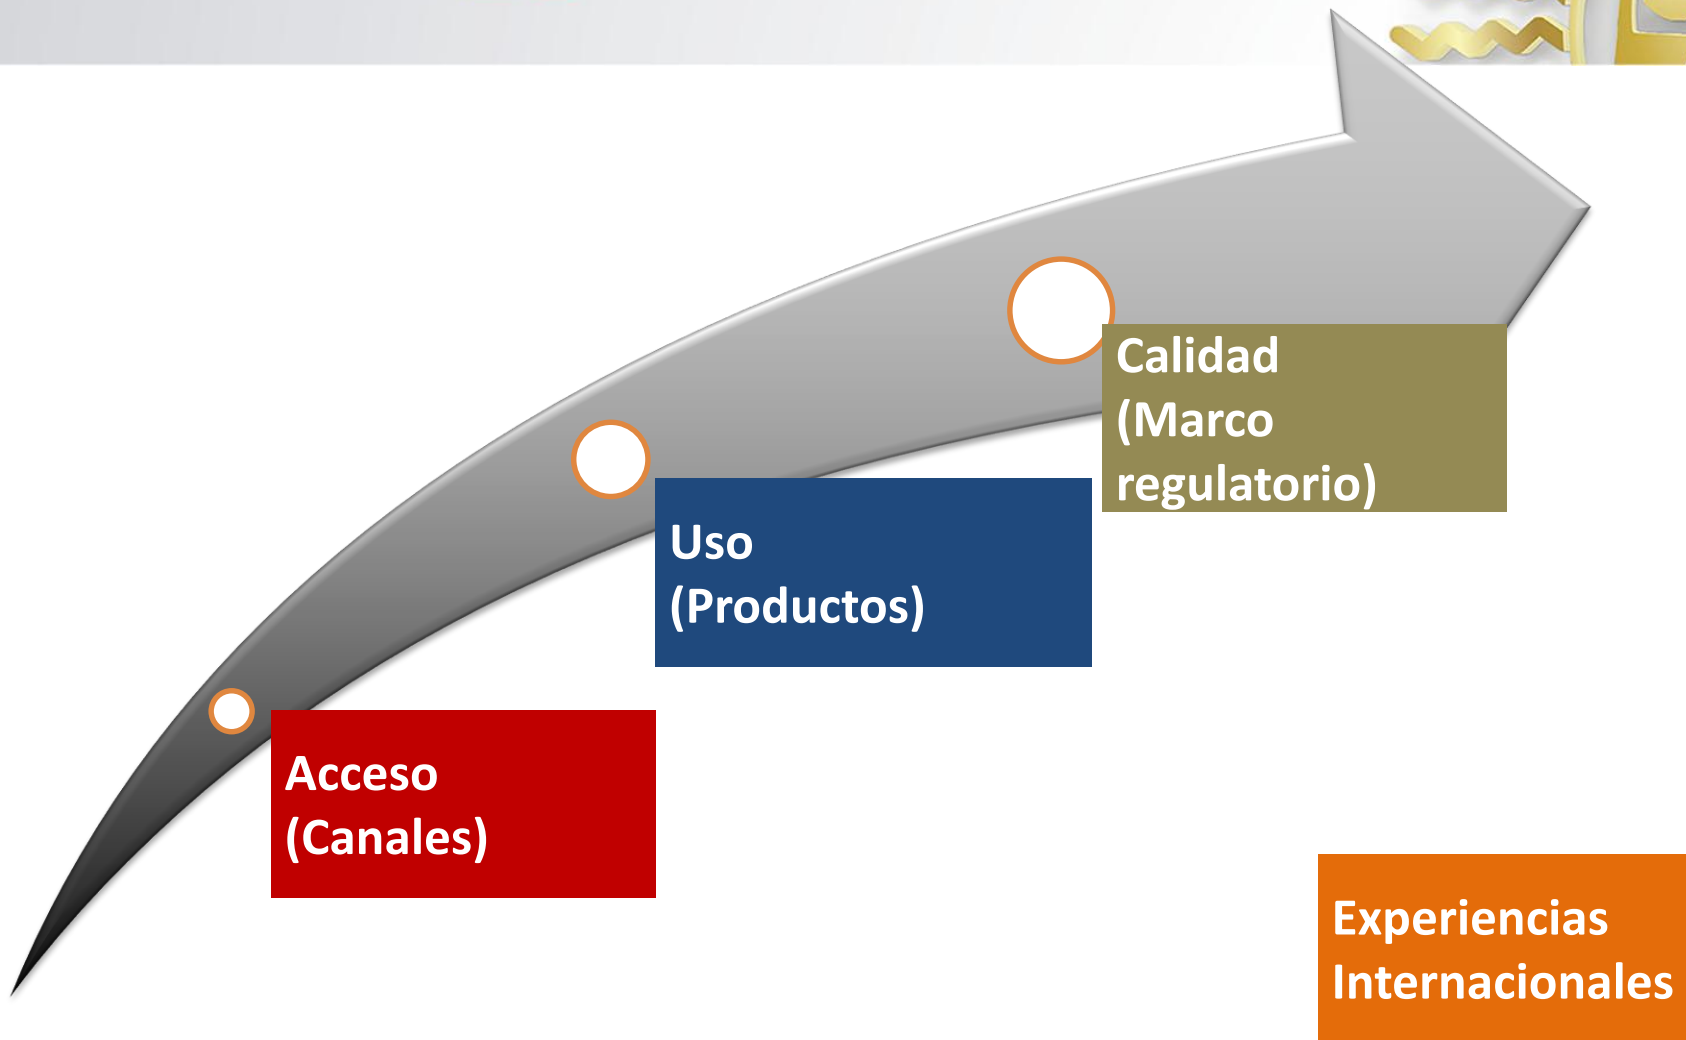 Calidad
(Marco
regulatorio)
Uso
(Productos)
Acceso
(Canales)
Experiencias
Internacionales